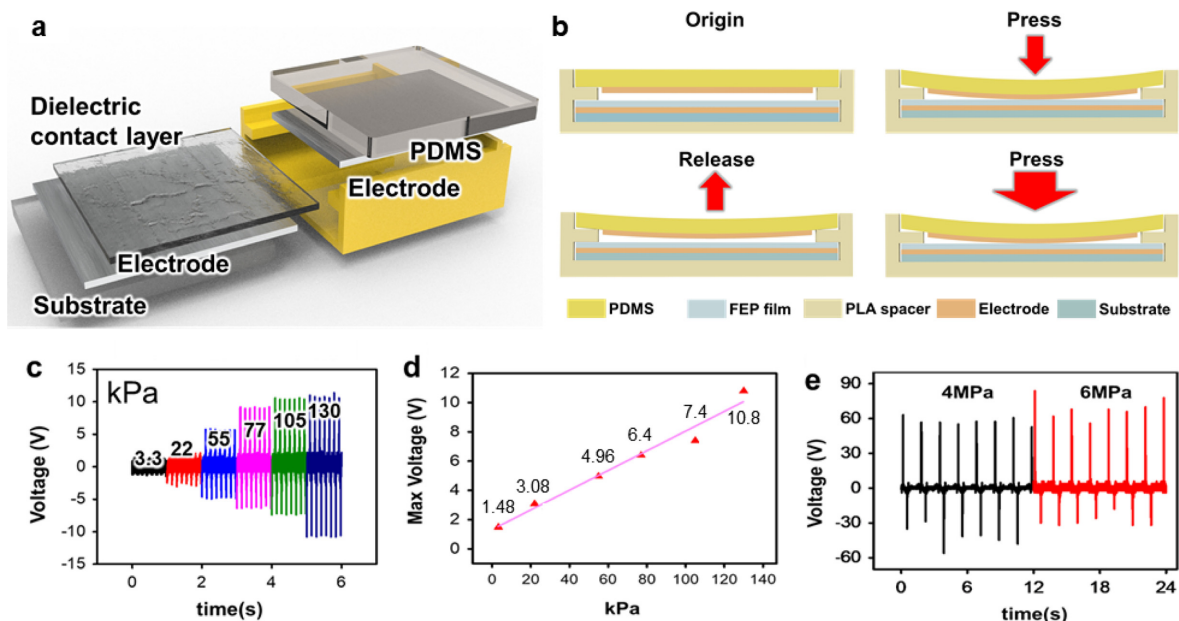 a
Dielectric
contact layer
PDMS
Electrode
Electrode
Substrate
b
Origin
Press
Release
Press
PDMS
FEP film
PLA spacer
Electrode
Substrate
c
kPa
Voltage (V)
15
10
5
0
-5
-10
-15
3.3
22
55
77
105
130
0
2
4
6
time(s)
d
Max Voltage (V)
12
10
8
6
4
2
0
1.48
3.08
4.96
6.4
7.4
10.8
0 20 40 60 80 100 120 140
kPa
e
Voltage (V)
90
60
30
0
-30
-60
4MPa
6MPa
0 6 12 18 24
time(s)